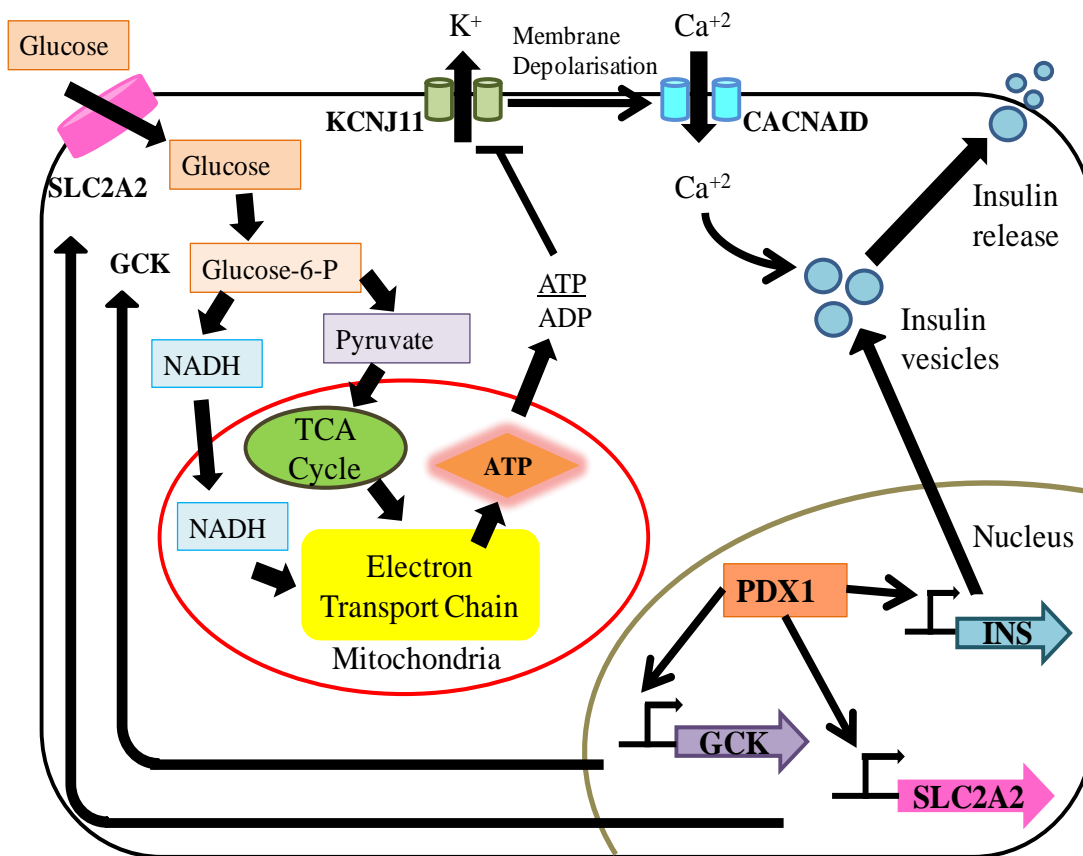 Glucose
K⁺
Membrane
Depolarisation
Ca⁺²
KCNJ11
CACNAID
Glucose
SLC2A2
Ca⁺²
Insulin
release
GCK
Glucose-6-P
ATP
ADP
Insulin
vesicles
NADH
Pyruvate
TCA
Cycle
ATP
NADH
Electron
Transport Chain
Mitochondria
Nucleus
PDX1
INS
GCK
SLC2A2